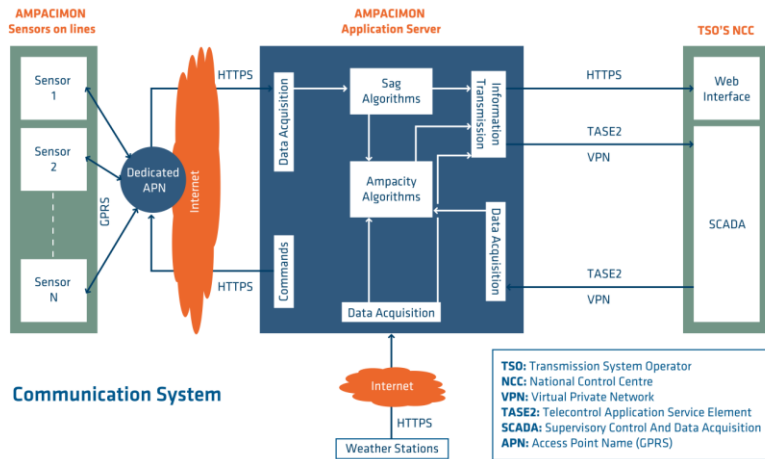 AMPACIMON
Sensors on lines
AMPACIMON
Application Server
TSO'S NCC
Sensor
1
Sensor
2
Sensor
N
GPRS
Dedicated
APN
Internet
HTTPS
HTTPS
Data Acquisition
Commands
Sag
Algorithms
Ampacity
Algorithms
Information
Transmission
Data
Acquisition
Data Acquisition
HTTPS
TASE2
VPN
TASE2
VPN
Web
Interface
SCADA
Internet
HTTPS
Weather Stations
Communication System
TSO: Transmission System Operator
NCC: National Control Centre
VPN: Virtual Private Network
TASE2: Telecontrol Application Service Element
SCADA: Supervisory Control And Data Acquisition
APN: Access Point Name (GPRS)